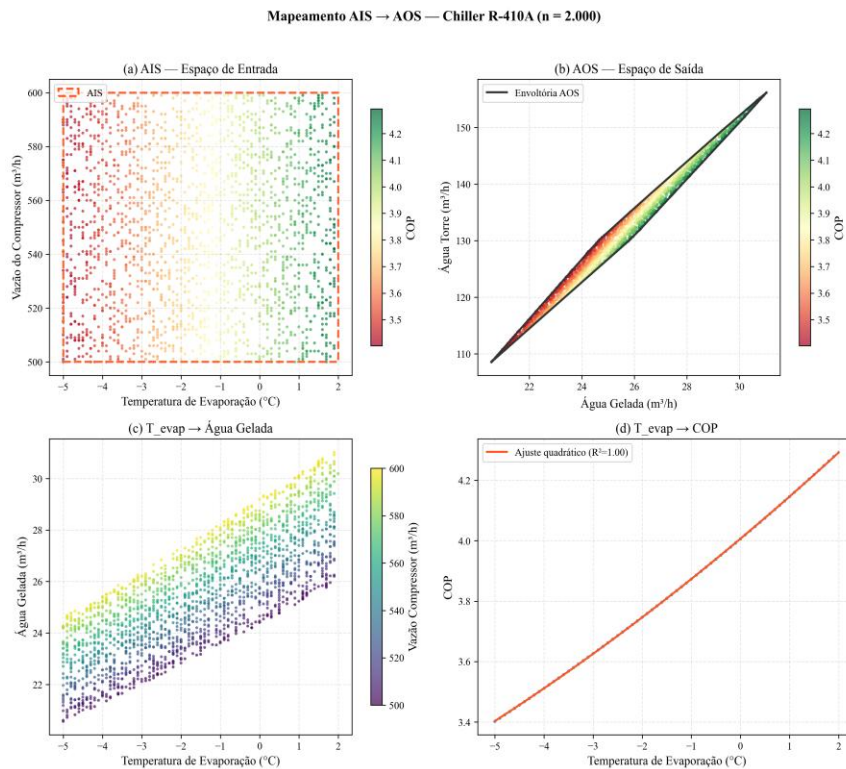 Mapeamento AIS → AOS — Chiller R-410A (n = 2.000)
(a) AIS — Espaço de Entrada
AIS
600
580
560
540
520
500
Vazão do Compressor (m³/h)
−5 −4 −3 −2 −1 0 1 2
Temperatura de Evaporação (°C)
4.2
4.1
4.0
3.9
3.8
3.7
3.6
3.5
COP
(b) AOS — Espaço de Saída
Envoltória AOS
150
140
130
120
110
Água Torre (m³/h)
22 24 26 28 30
Água Gelada (m³/h)
4.2
4.1
4.0
3.9
3.8
3.7
3.6
3.5
COP
(c) T_evap → Água Gelada
30
28
26
24
22
Água Gelada (m³/h)
−5 −4 −3 −2 −1 0 1 2
Temperatura de Evaporação (°C)
600
580
560
540
520
500
Vazão Compressor (m³/h)
(d) T_evap → COP
Ajuste quadrático (R²=1.00)
4.2
4.0
3.8
3.6
3.4
COP
−5 −4 −3 −2 −1 0 1 2
Temperatura de Evaporação (°C)